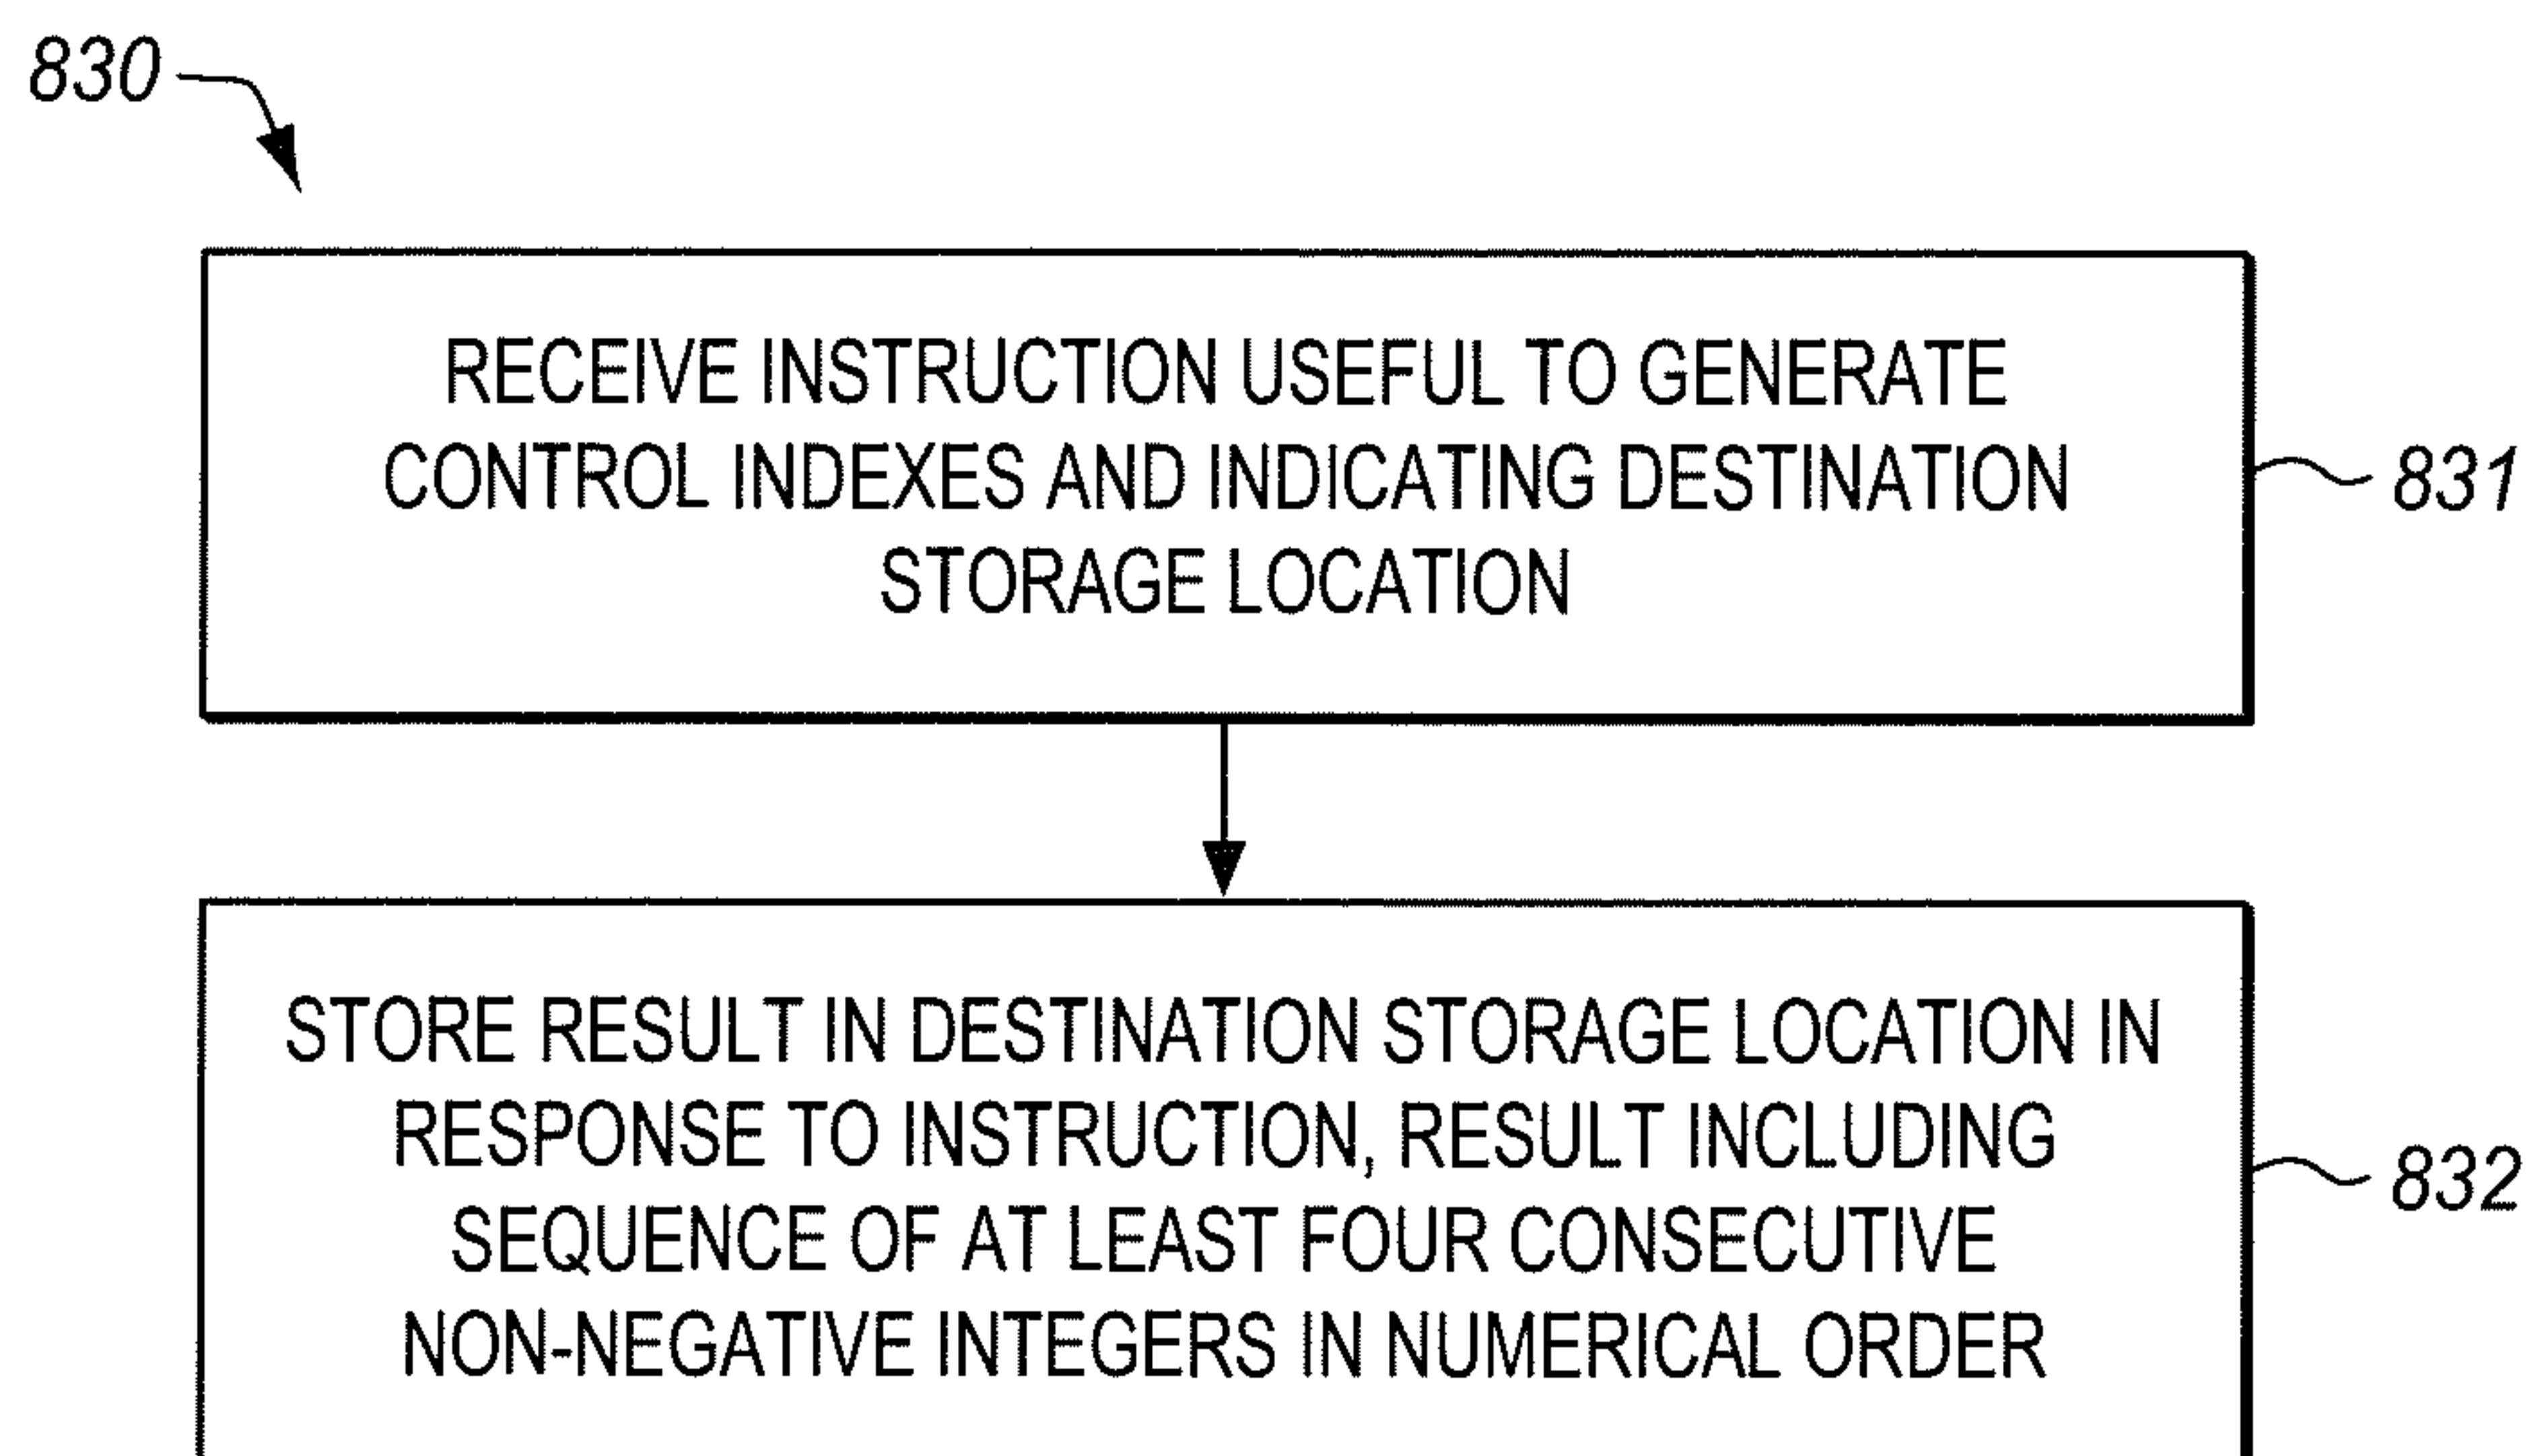 830
RECEIVE INSTRUCTION USEFUL TO GENERATE
CONTROL INDEXES AND INDICATING DESTINATION
STORAGE LOCATION
831
STORE RESULT IN DESTINATION STORAGE LOCATION IN
RESPONSE TO INSTRUCTION, RESULT INCLUDING
SEQUENCE OF AT LEAST FOUR CONSECUTIVE
NON-NEGATIVE INTEGERS IN NUMERICAL ORDER
832